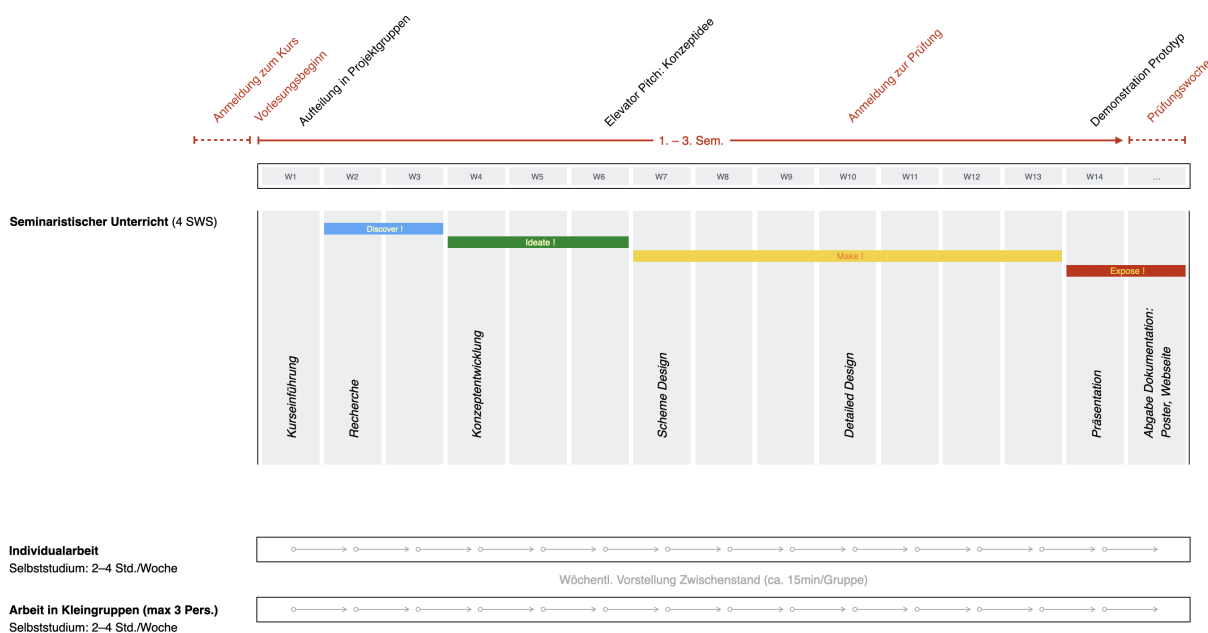 Anmeldung zum Kurs
Vorlesungsbeginn
Aufteilung in Projektgruppen
Elevator Pitch: Konzeptidee
Anmeldung zur Prüfung
Demonstration Prototyp
Prüfungswoche
1. – 3. Sem.
W1 W2 W3 W4 W5 W6 W7 W8 W9 W10 W11 W12 W13 W14 ...
Seminaristischer Unterricht (4 SWS)
Discover !
Ideate !
Make !
Expose !
Kurseinführung
Recherche
Konzeptentwicklung
Scheme Design
Detailed Design
Präsentation
Abgabe Dokumentation:
Poster, Webseite
Individualarbeit
Selbststudium: 2–4 Std./Woche
Wöchentl. Vorstellung Zwischenstand (ca. 15min/Gruppe)
Arbeit in Kleingruppen (max 3 Pers.)
Selbststudium: 2–4 Std./Woche